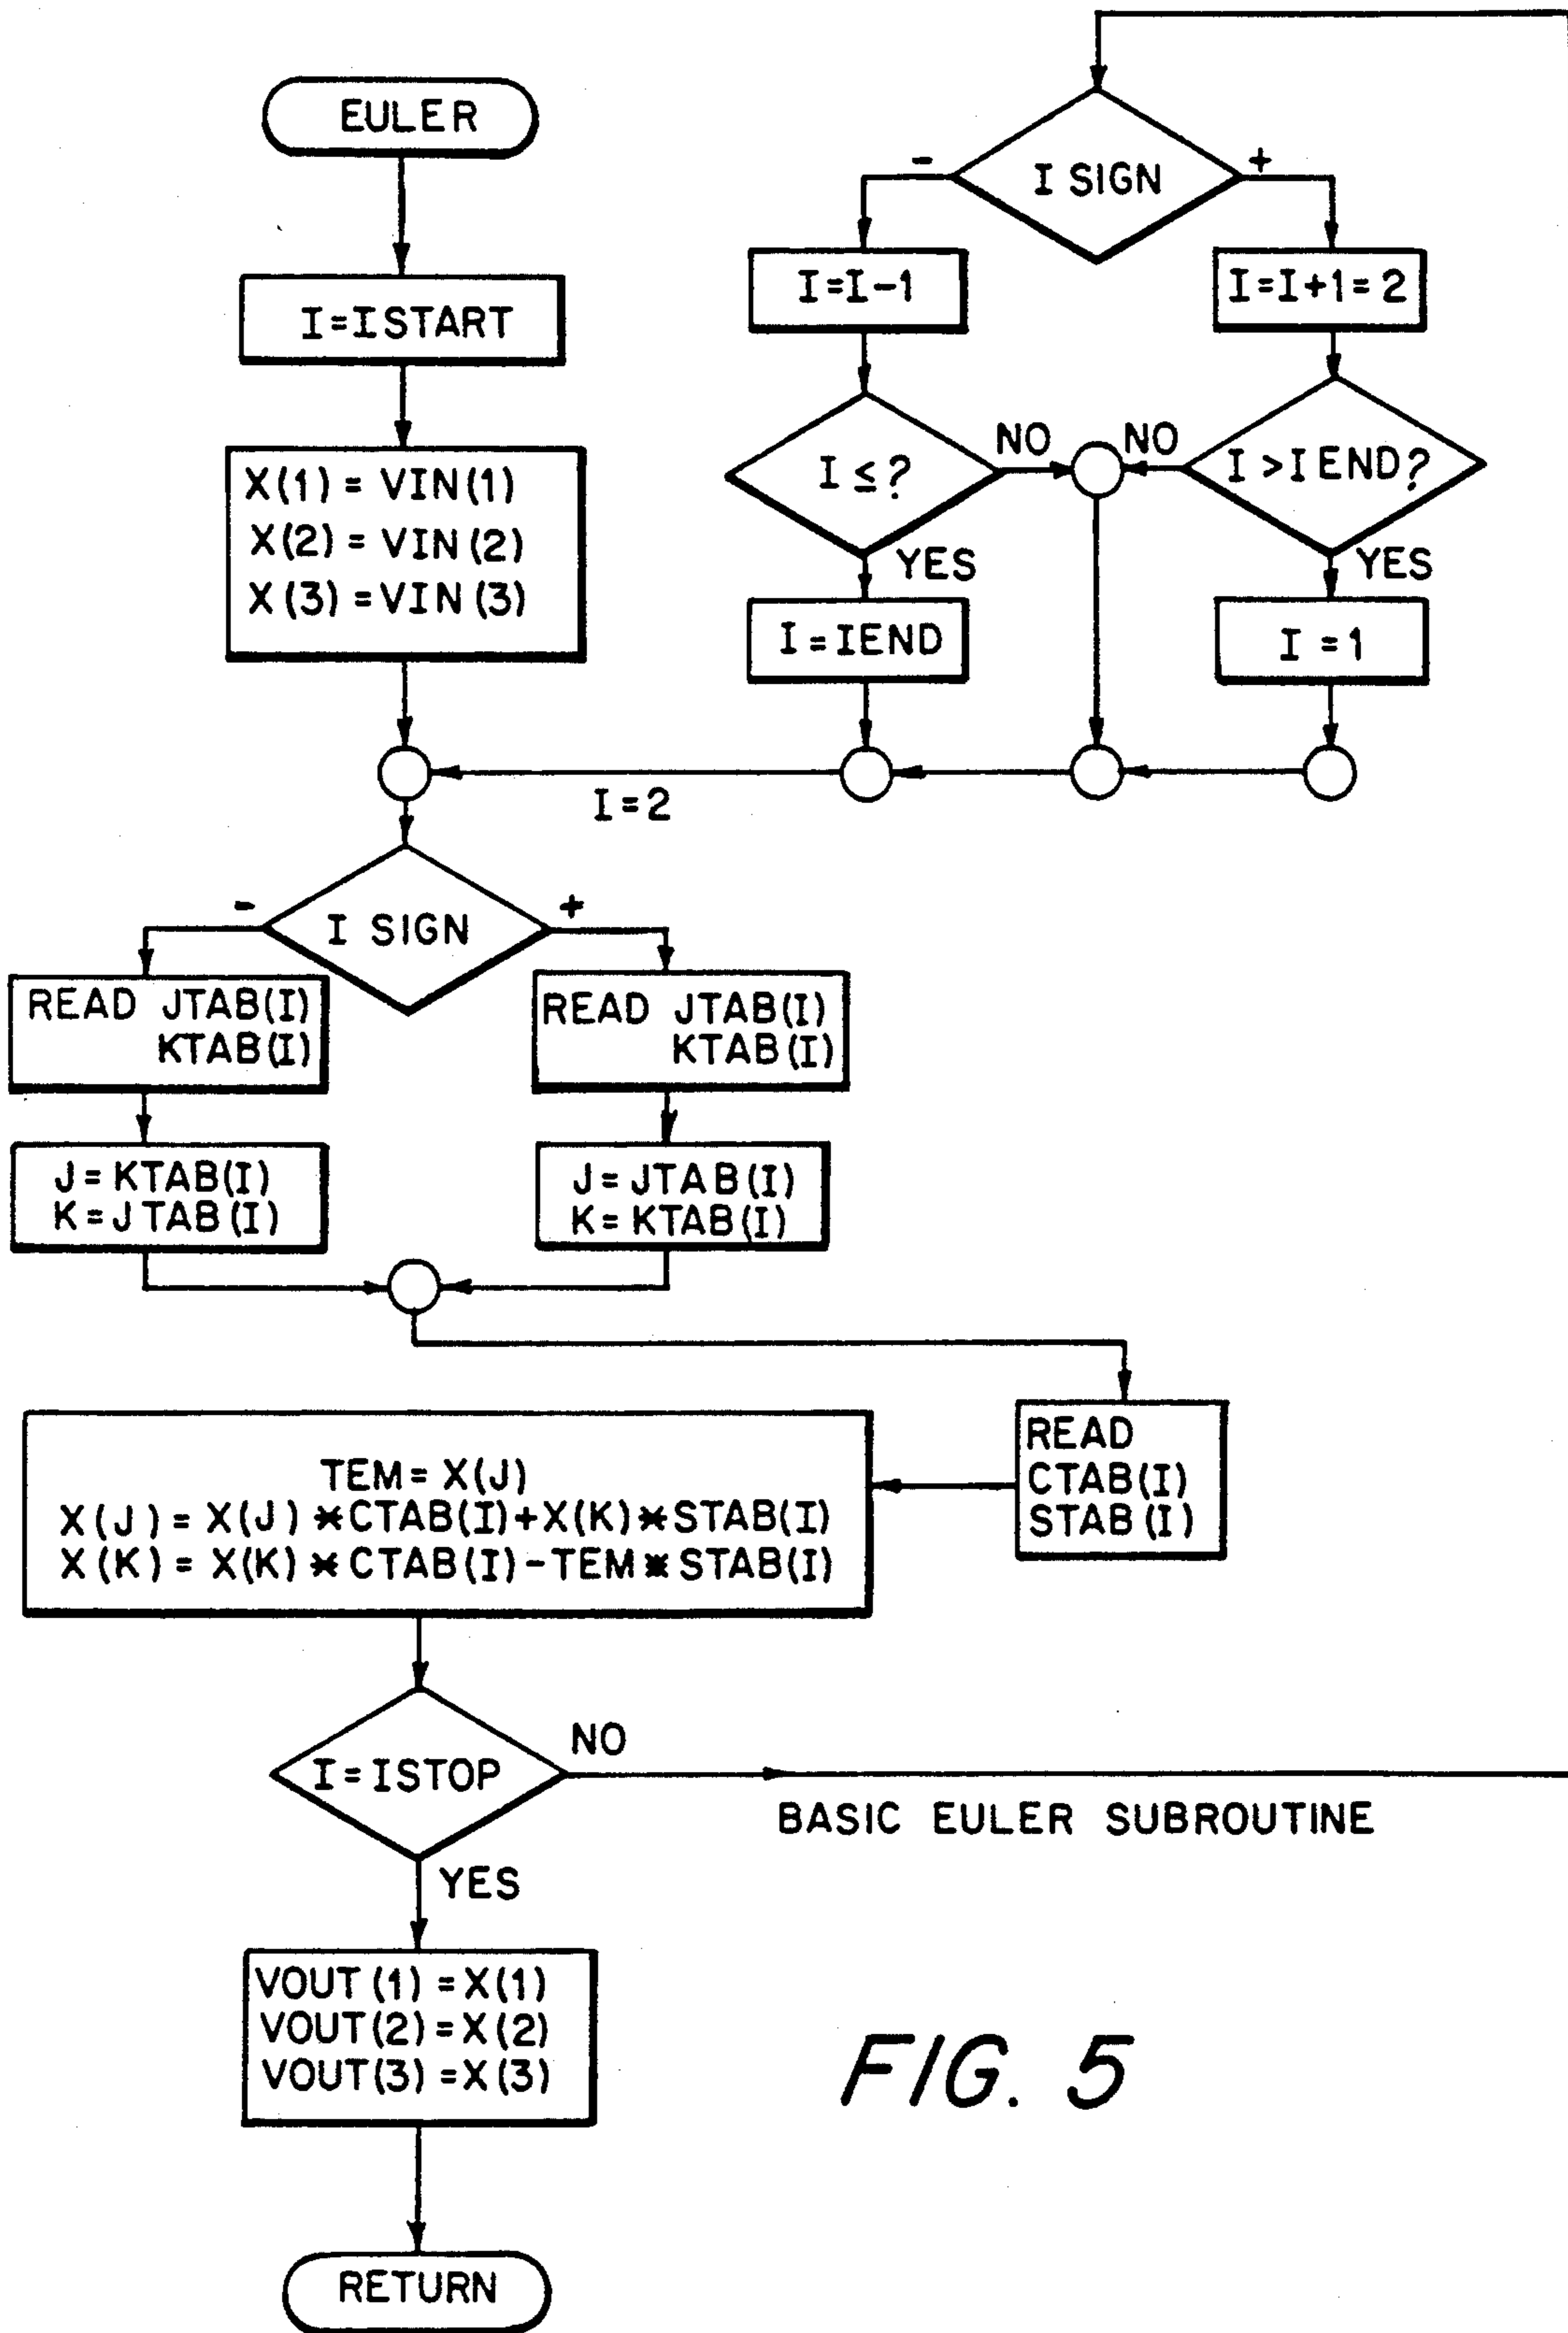 EULER
I=ISTART
X(1) = VIN(1)
X(2) = VIN(2)
X(3) = VIN(3)
I SIGN
-
+
I=I-1
I=I+1=2
I ≤ ?
NO
NO
I > I END?
YES
YES
I = IEND
I = 1
I = 2
I SIGN
-
+
READ JTAB(I)
KTAB(I)
READ JTAB(I)
KTAB(I)
J = KTAB(I)
K = JTAB(I)
J = JTAB(I)
K = KTAB(I)
READ
CTAB(I)
STAB(I)
TEM = X(J)
X(J) = X(J) * CTAB(I) + X(K) * STAB(I)
X(K) = X(K) * CTAB(I) - TEM * STAB(I)
I = ISTOP
NO
BASIC EULER SUBROUTINE
YES
VOUT(1) = X(1)
VOUT(2) = X(2)
VOUT(3) = X(3)
RETURN
FIG. 5